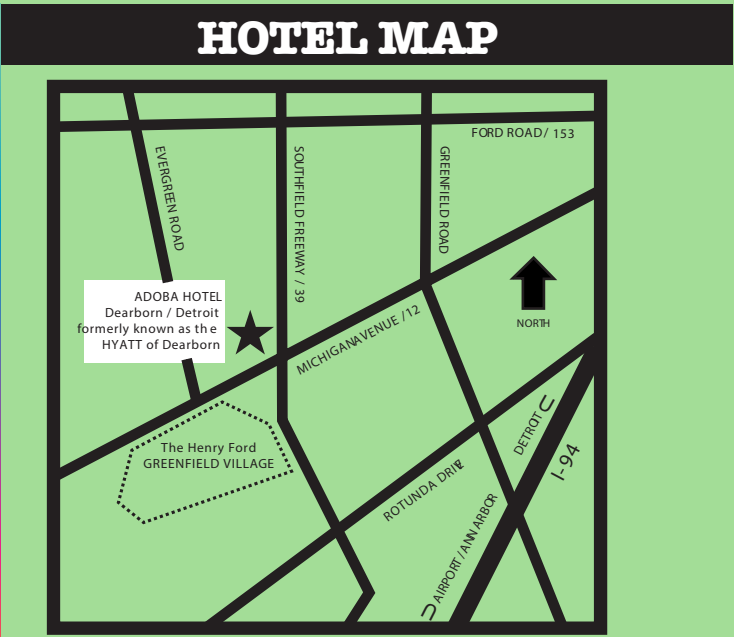 HOTEL MAP
FORD ROAD / 153
EVERGREEN ROAD
SOUTHFIELD FREEWAY / 39
GREENFIELD ROAD
ADOBA HOTEL
Dearborn / Detroit
formerly known as the
HYATT of Dearborn
MICHIGAN AVENUE / 12
NORTH
The Henry Ford
GREENFIELD VILLAGE
ROTUNDA DRIVE
DETROIT
I-94
AIRPORT / ANN ARBOR